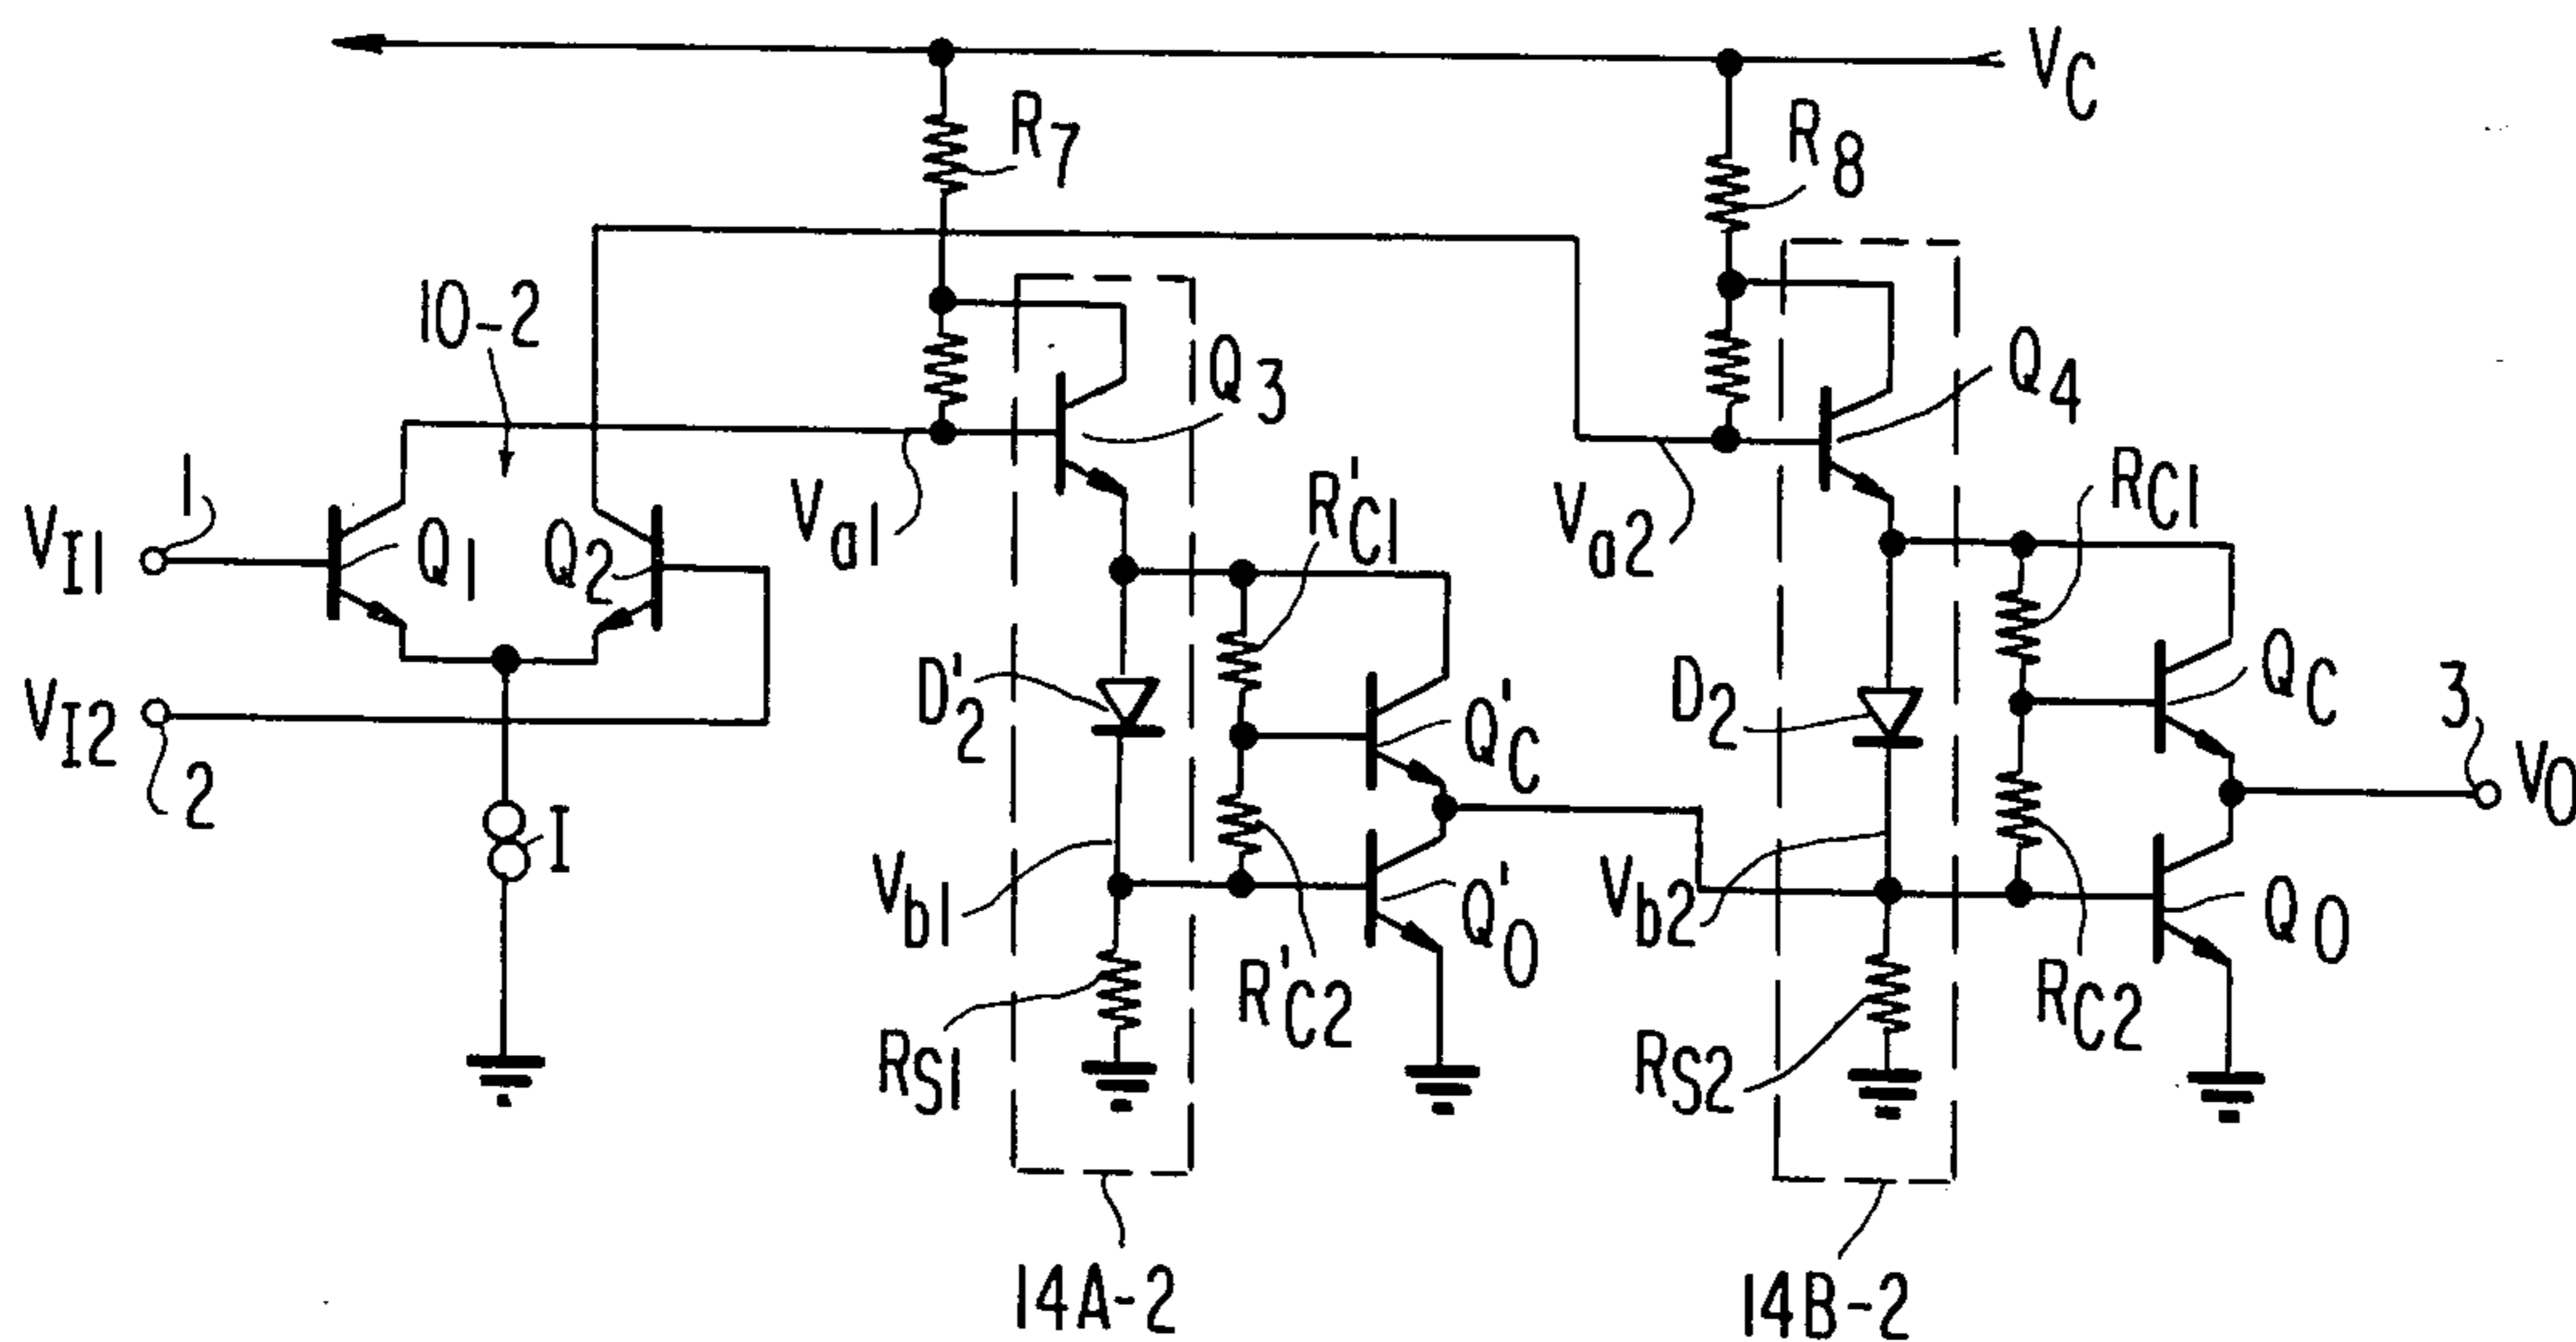 VC
R7
R8
10-2
Q3
Q4
1
VI1
Q1
Q2
Va1
R'C1
Va2
RC1
VI2
2
D'2
Q'C
D2
QC
3
VO
I
Vb1
Q'O
Vb2
QO
RS1
R'C2
RS2
RC2
14A-2
14B-2